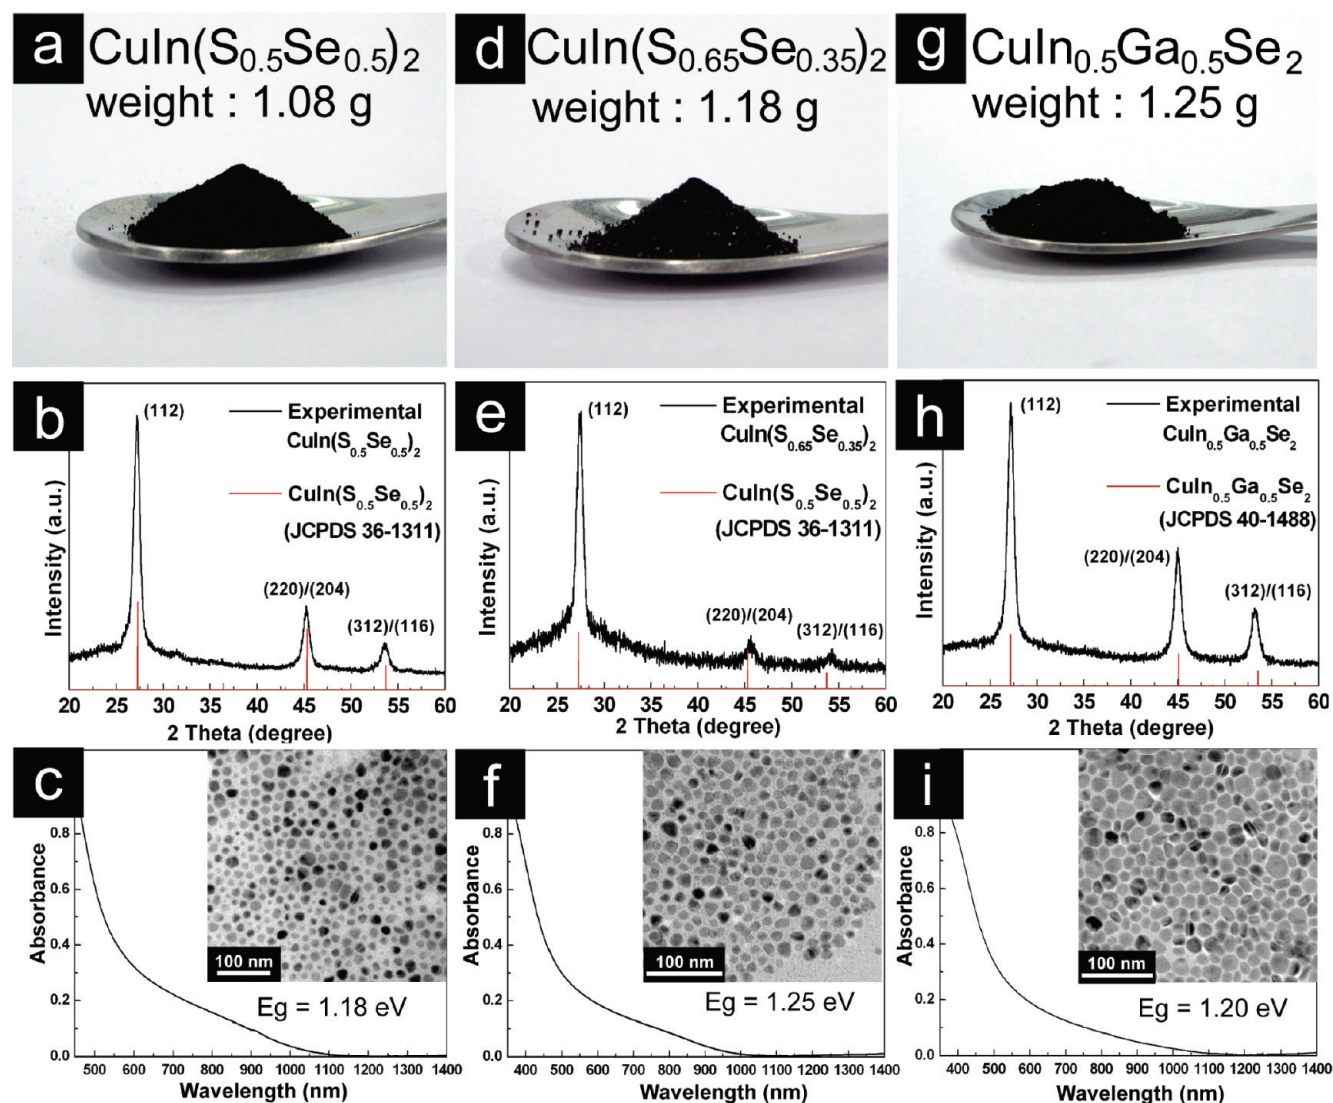 a CuIn(S0.5Se0.5)2
weight : 1.08 g
d CuIn(S0.65Se0.35)2
weight : 1.18 g
g CuIn0.5Ga0.5Se2
weight : 1.25 g
b
(112)
Experimental
CuIn(S0.5Se0.5)2
CuIn(S0.5Se0.5)2
(JCPDS 36-1311)
(220)/(204)
(312)/(116)
Intensity (a.u.)
20 25 30 35 40 45 50 55 60
2 Theta (degree)
e
(112)
Experimental
CuIn(S0.65Se0.35)2
CuIn(S0.5Se0.5)2
(JCPDS 36-1311)
(220)/(204)
(312)/(116)
Intensity (a.u.)
20 25 30 35 40 45 50 55 60
2 Theta (degree)
h
(112)
Experimental
CuIn0.5Ga0.5Se2
CuIn0.5Ga0.5Se2
(JCPDS 40-1488)
(220)/(204)
(312)/(116)
Intensity (a.u.)
20 25 30 35 40 45 50 55 60
2 Theta (degree)
c
0.8
0.6
0.4
0.2
0.0
Absorbance
100 nm
Eg = 1.18 eV
500 600 700 800 900 1000 1100 1200 1300 1400
Wavelength (nm)
f
0.8
0.6
0.4
0.2
0.0
Absorbance
100 nm
Eg = 1.25 eV
400 500 600 700 800 900 1000 1100 1200 1300 1400
Wavelength (nm)
i
0.8
0.6
0.4
0.2
0.0
Absorbance
100 nm
Eg = 1.20 eV
400 500 600 700 800 900 1000 1100 1200 1300 1400
Wavelength (nm)